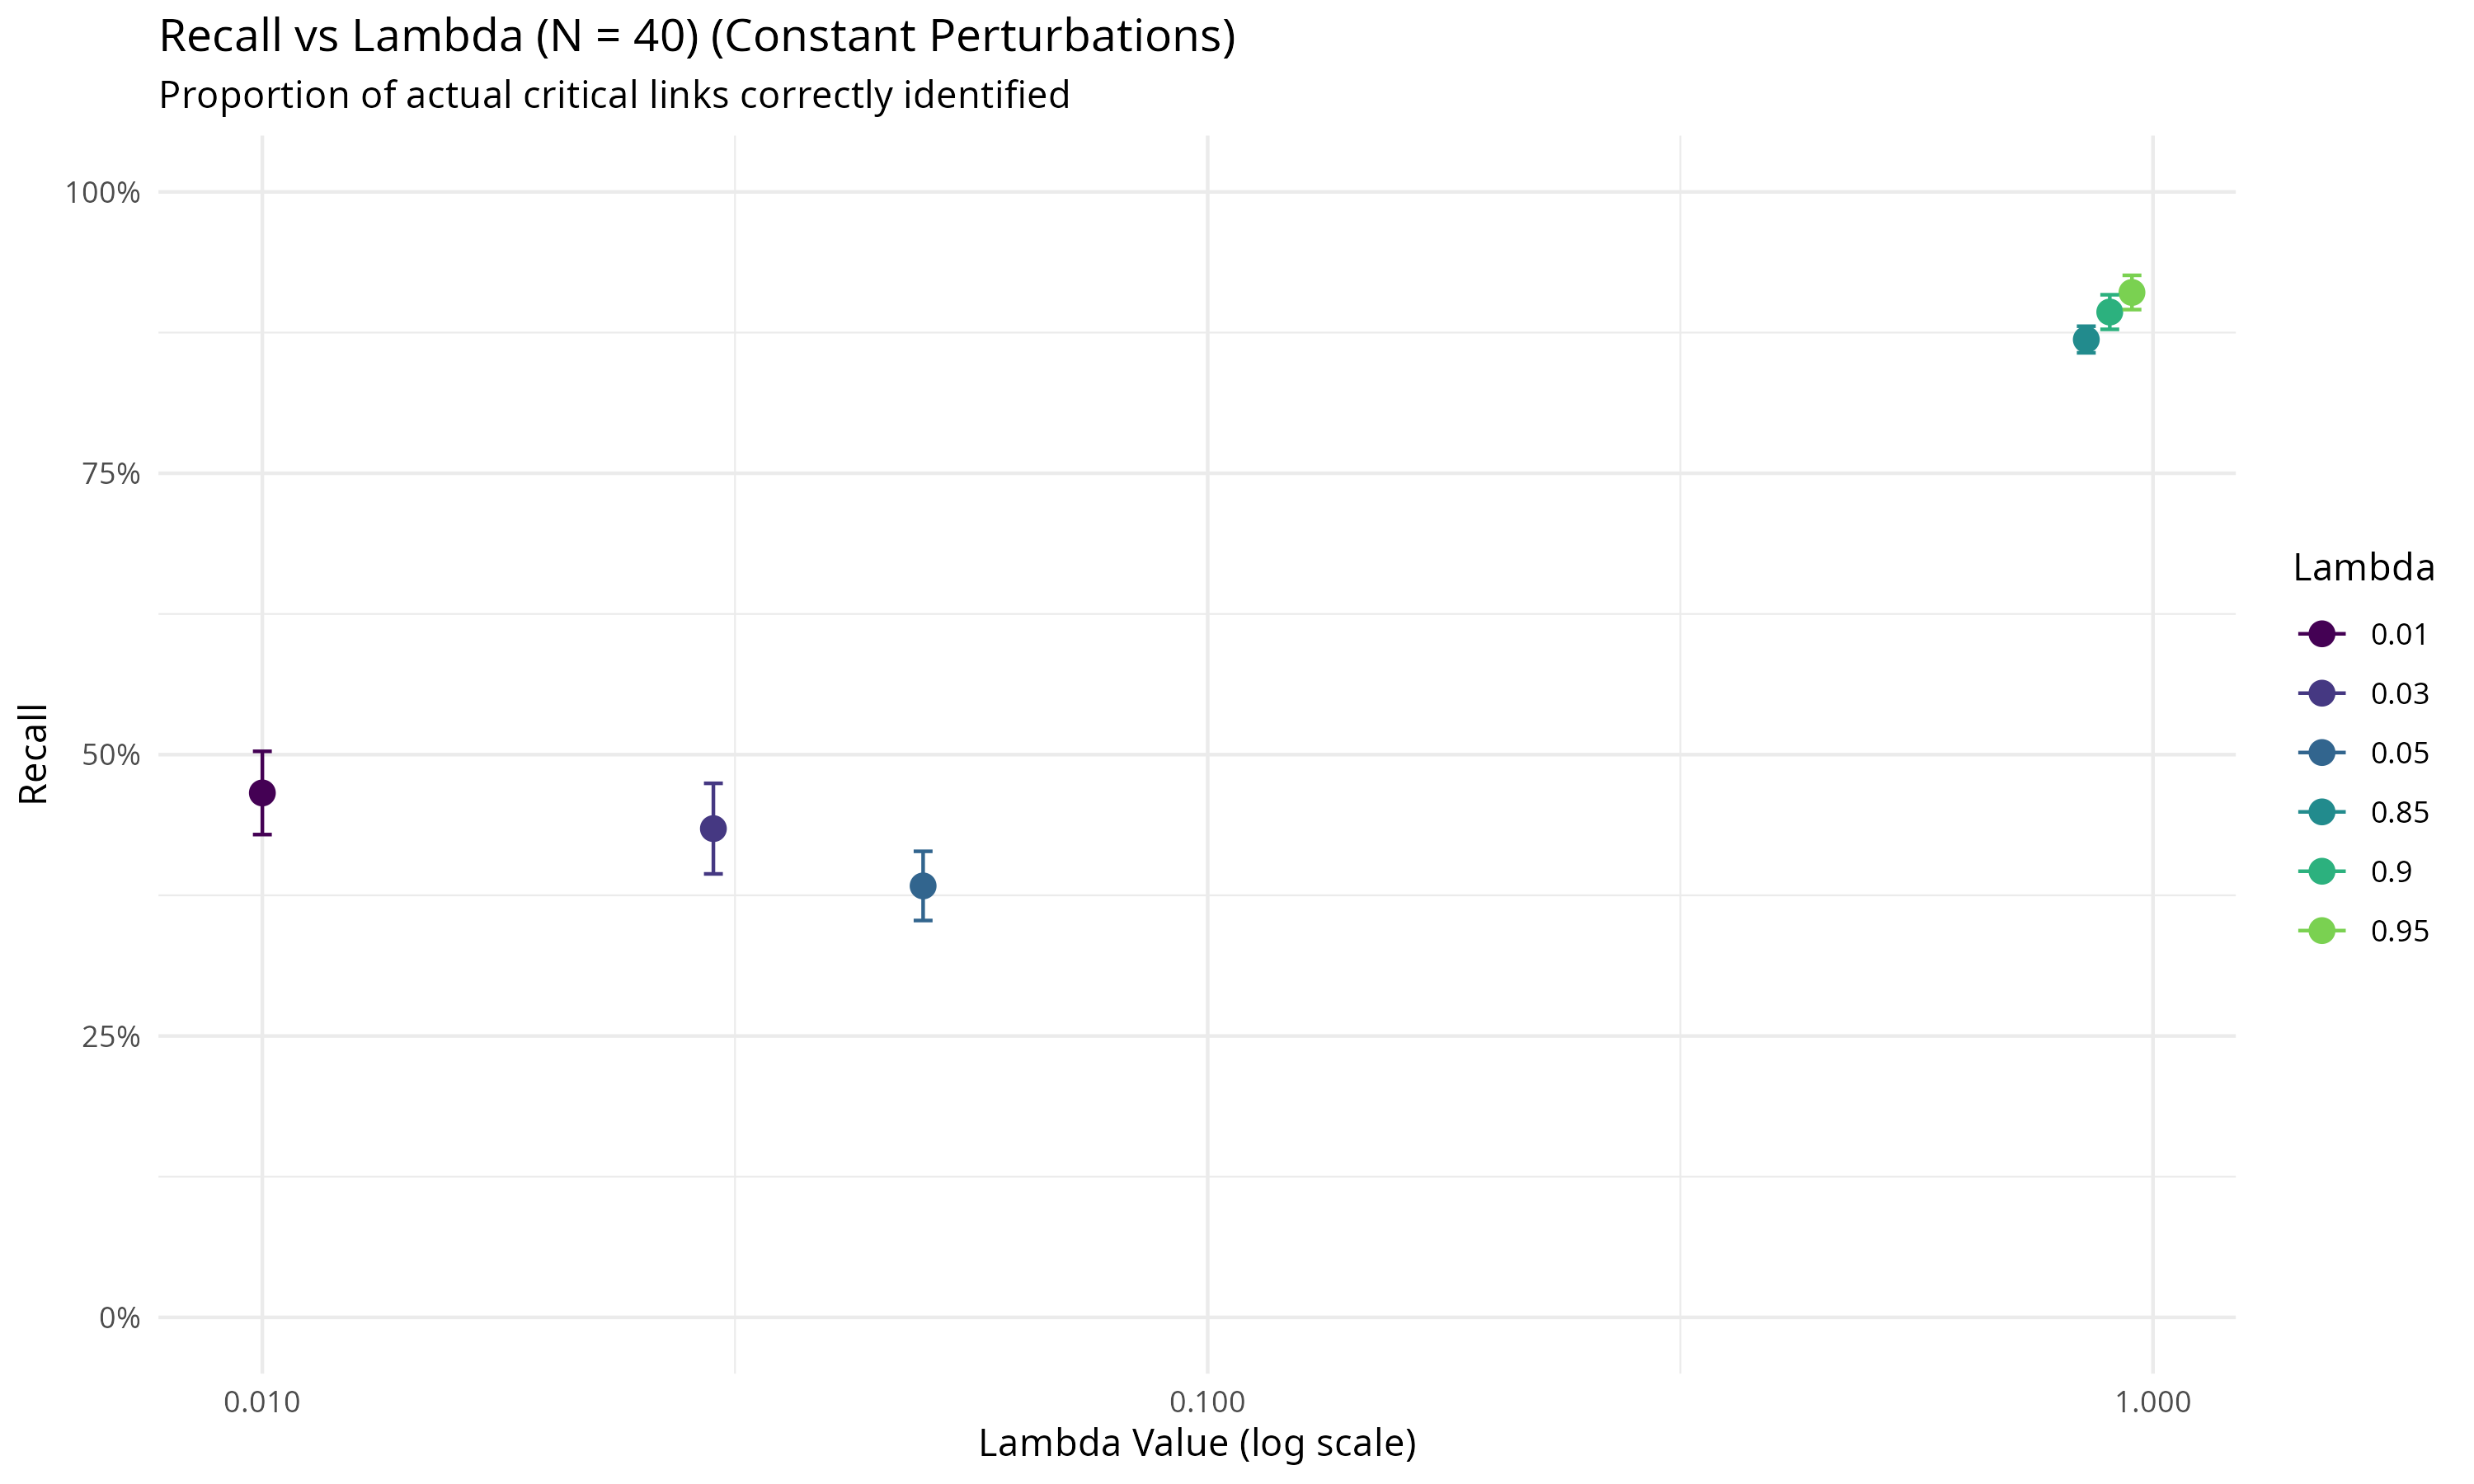 Recall vs Lambda (N = 40) (Constant Perturbations)
Proportion of actual critical links correctly identified
100%
75%
50%
25%
0%
Recall
0.010
0.100
1.000
Lambda Value (log scale)
Lambda
0.01
0.03
0.05
0.85
0.9
0.95